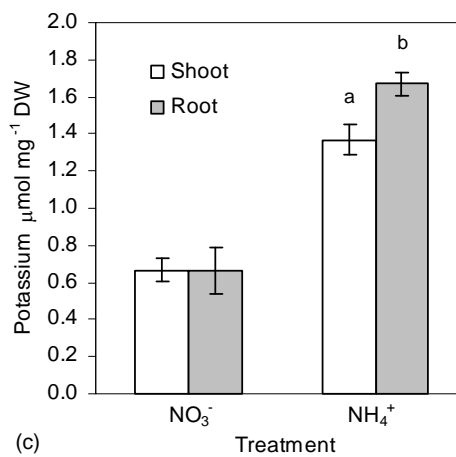 2.0
1.8
1.6
1.4
1.2
1.0
0.8
0.6
0.4
0.2
0.0
Potassium μmol mg⁻¹ DW
Shoot
Root
a
b
NO₃⁻
NH₄⁺
(c)
Treatment